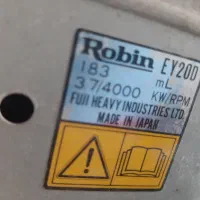 Robin EY20D
183 mL
3.7/4000 KW/RPM
FUJI HEAVY INDUSTRIES LTD.
MADE IN JAPAN